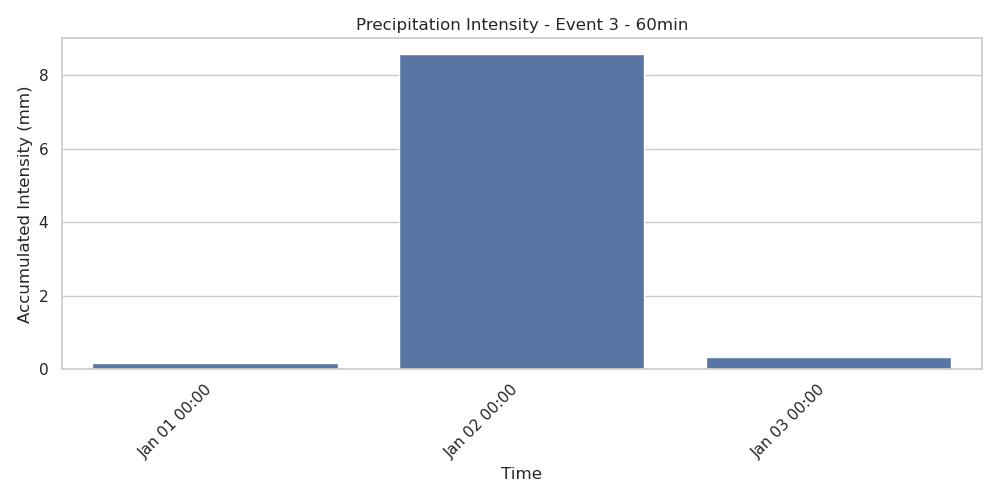 Precipitation Intensity - Event 3 - 60min
Accumulated Intensity (mm)
8
6
4
2
0
Jan 01 00:00
Jan 02 00:00
Jan 03 00:00
Time